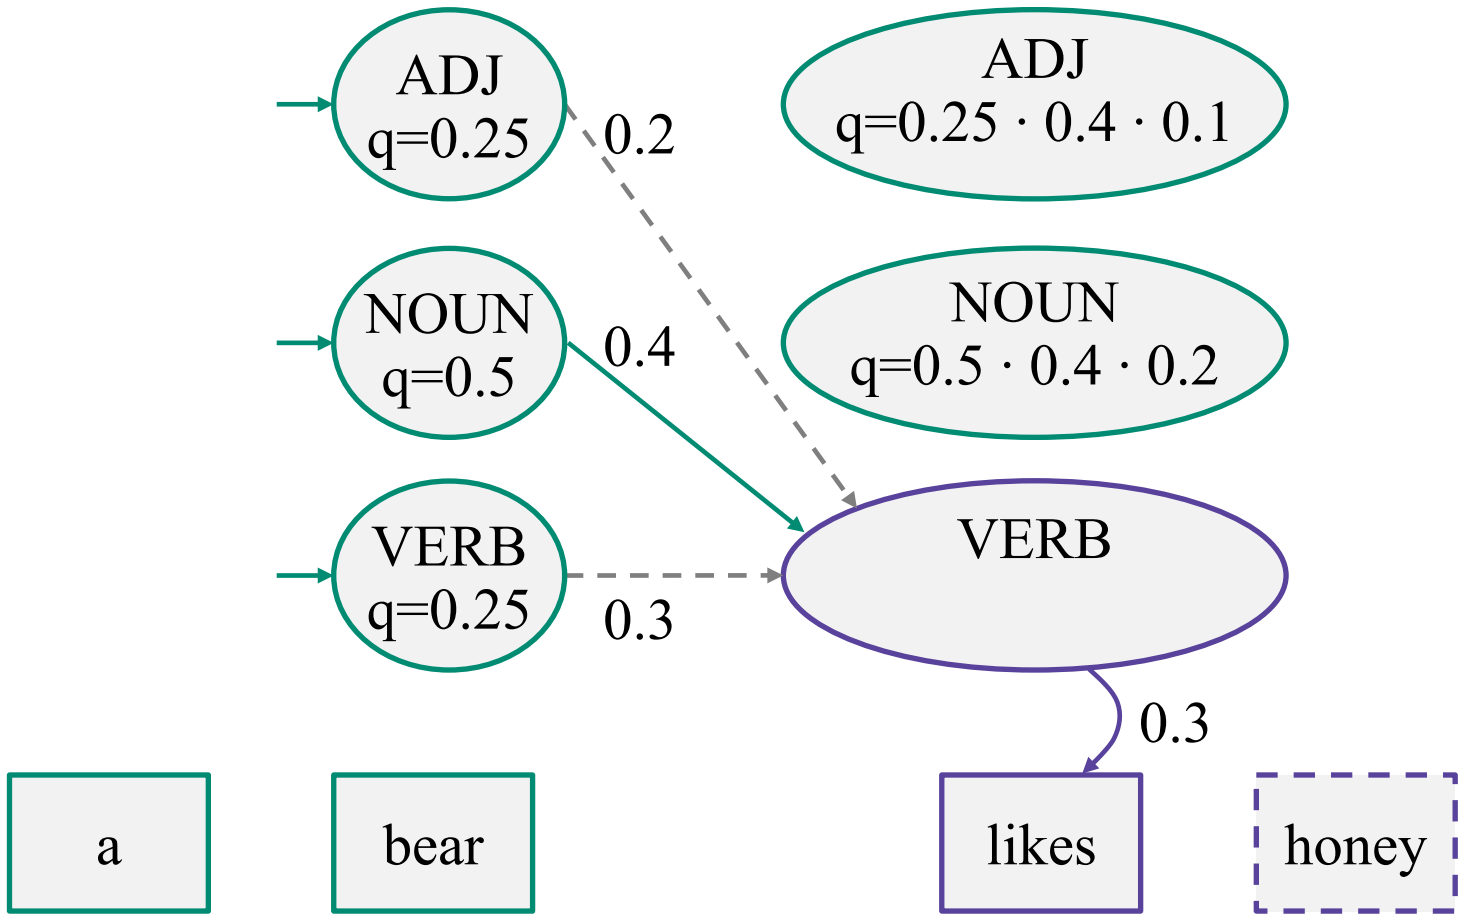 ADJ
q=0.25
0.2
ADJ
q=0.25 · 0.4 · 0.1
NOUN
q=0.5
0.4
NOUN
q=0.5 · 0.4 · 0.2
VERB
q=0.25
0.3
VERB
0.3
a
bear
likes
honey